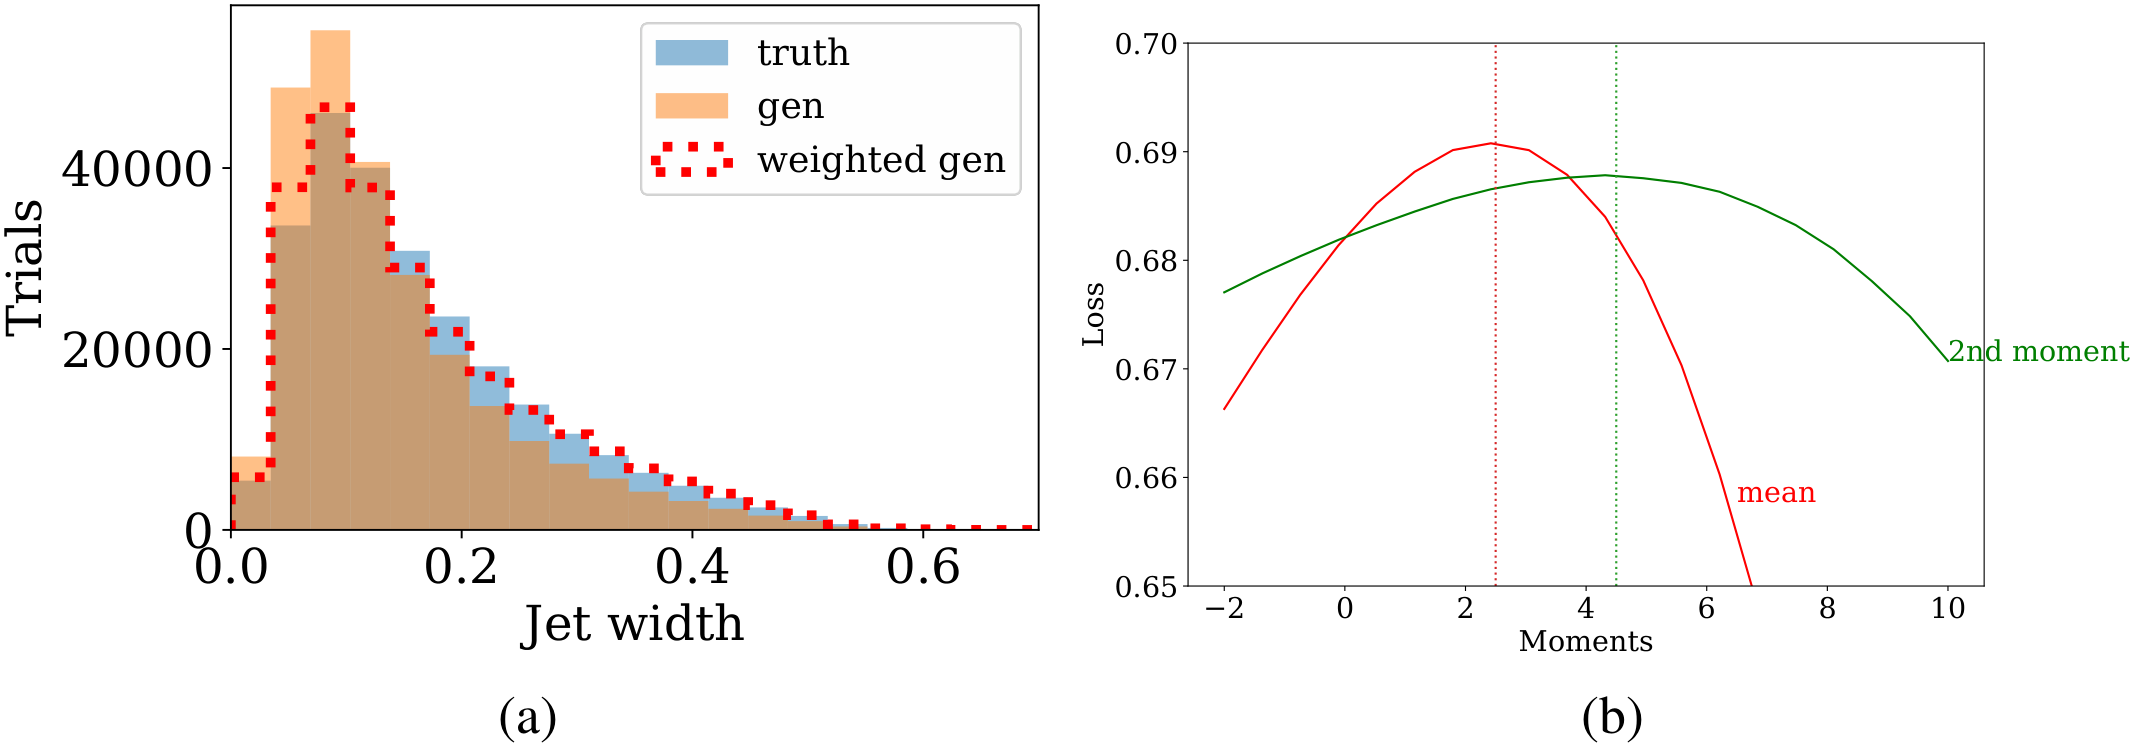 truth
gen
weighted gen
Trials
40000
20000
0
0.0 0.2 0.4 0.6
Jet width
(a)
0.70
0.69
0.68
0.67
0.66
0.65
Loss
2nd moment
mean
−2 0 2 4 6 8 10
Moments
(b)